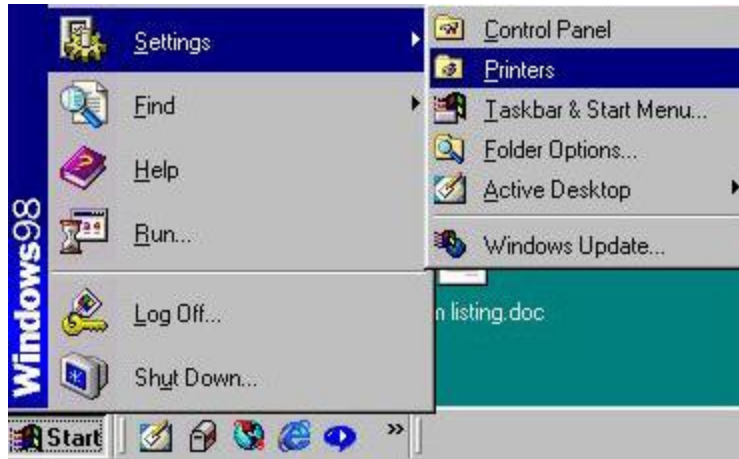 Settings
Find
Help
Run...
Log Off...
Shut Down...
Windows98
Control Panel
Printers
Taskbar & Start Menu...
Folder Options...
Active Desktop
Windows Update...
listing.doc
Start
»